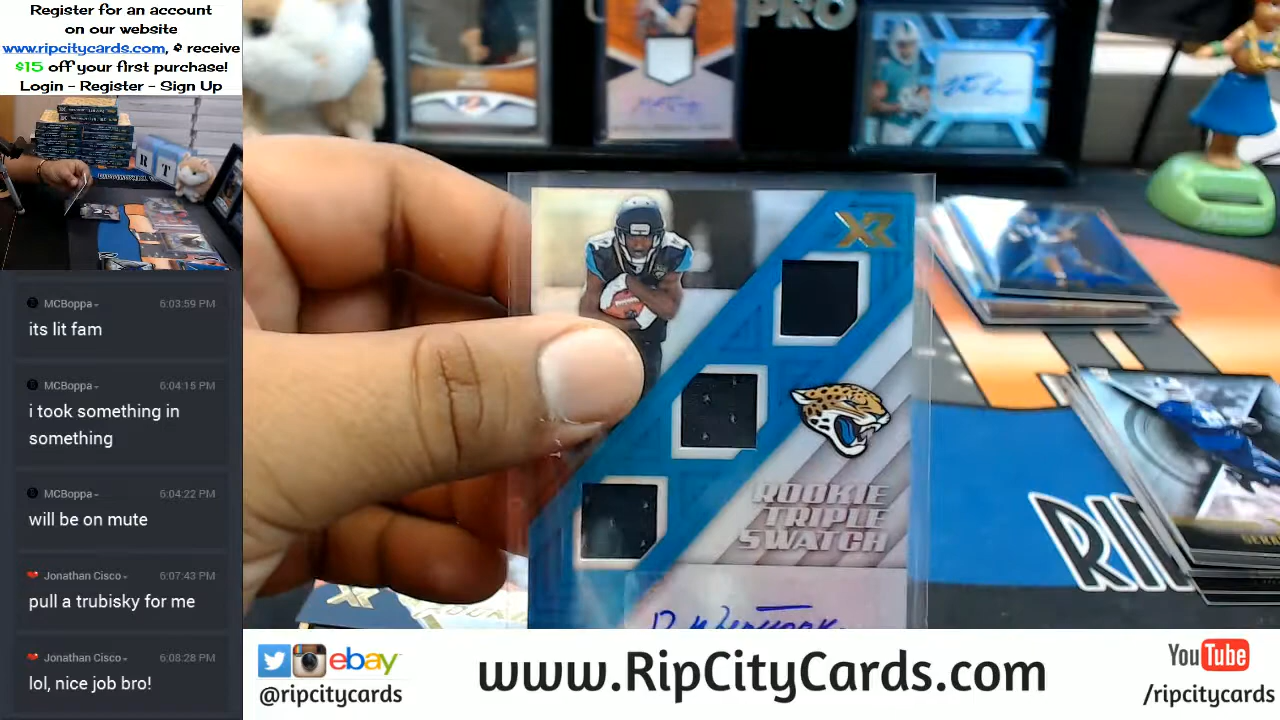 Register for an account
on our website
www.ripcitycards.com, & receive
$15 off your first purchase!
Login - Register - Sign Up
MCBoppa
6:03:59 PM
its lit fam
MCBoppa
6:04:15 PM
i took something in
something
MCBoppa
6:04:22 PM
will be on mute
Jonathan Cisco
6:07:43 PM
pull a trubisky for me
Jonathan Cisco
6:08:28 PM
lol, nice job bro!
PRO
R T
XR
ROOKIE
TRIPLE
SWATCH
XR
RI
ebay
@ripcitycards
www.RipCityCards.com
YouTube
/ripcitycards